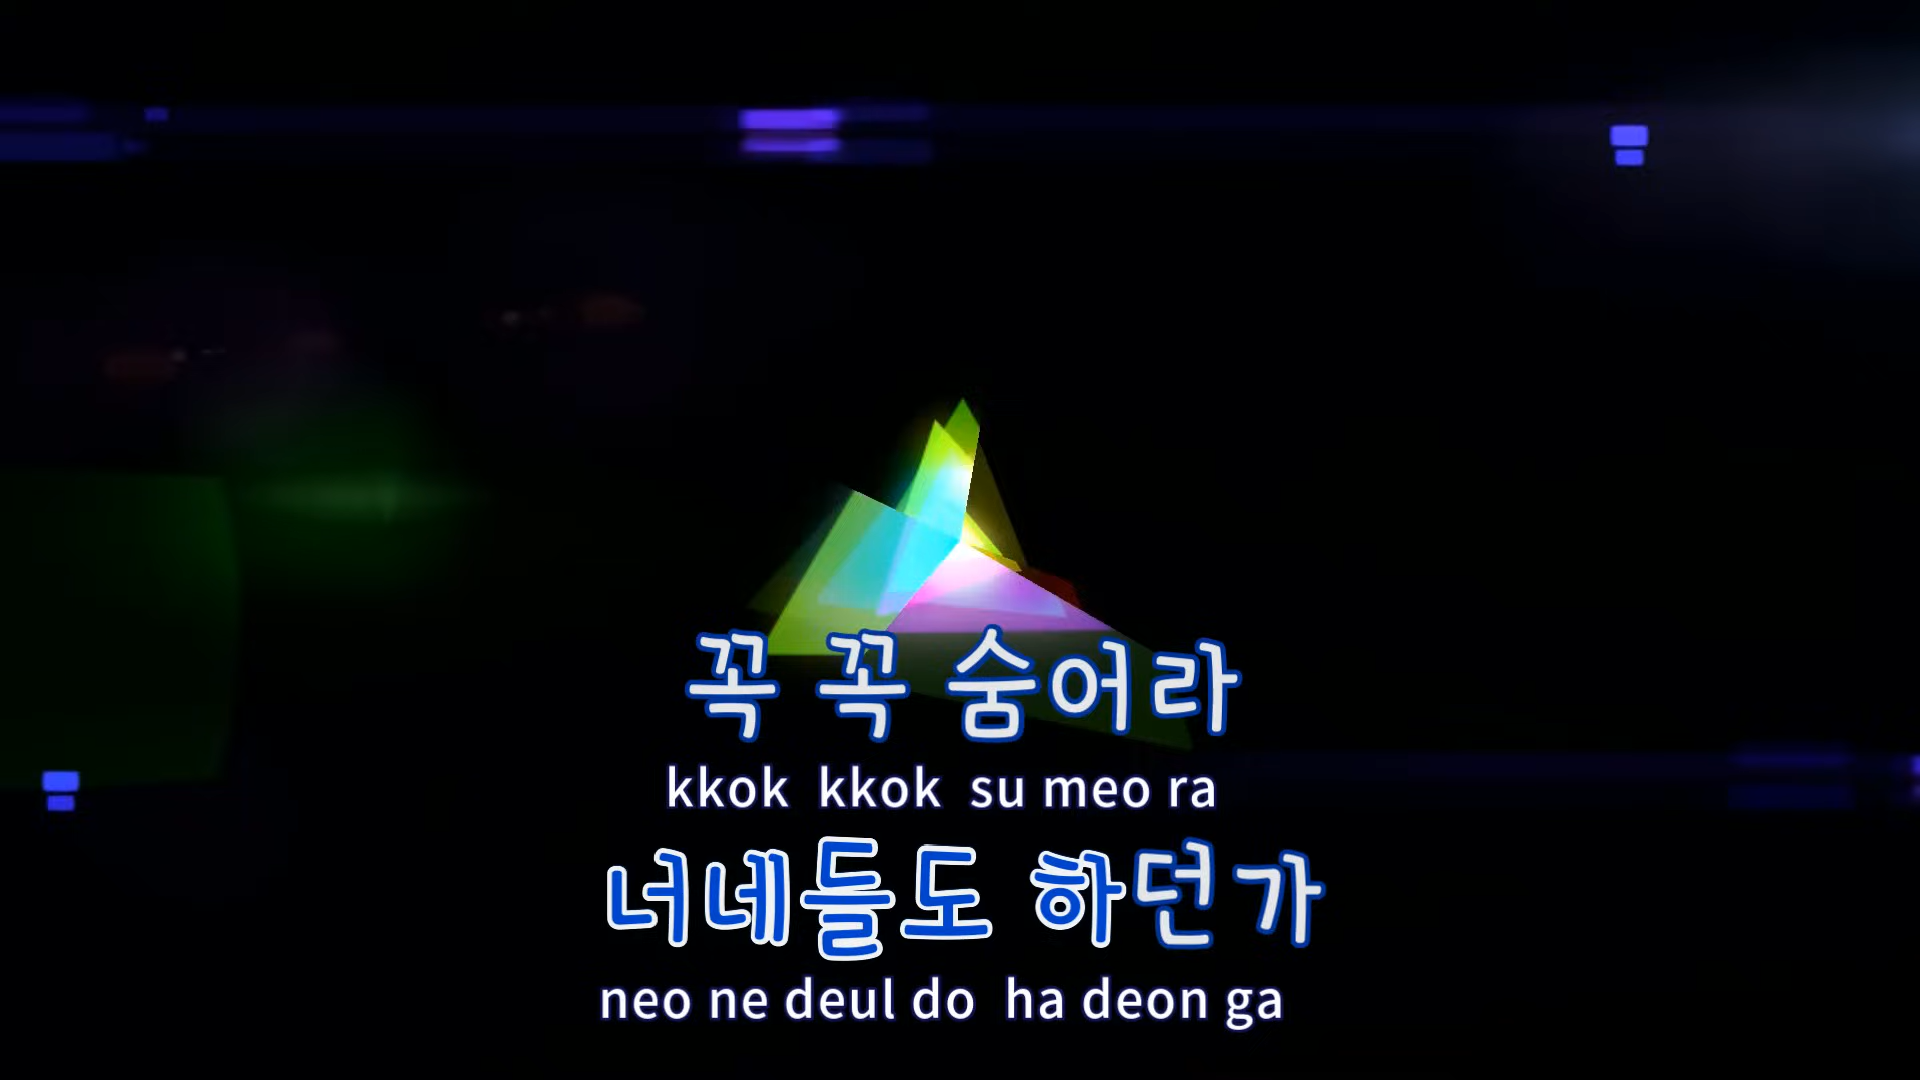 꼭 꼭 숨어라
kkok kkok su meo ra
너네들도 하던가
neo ne deul do ha deon ga